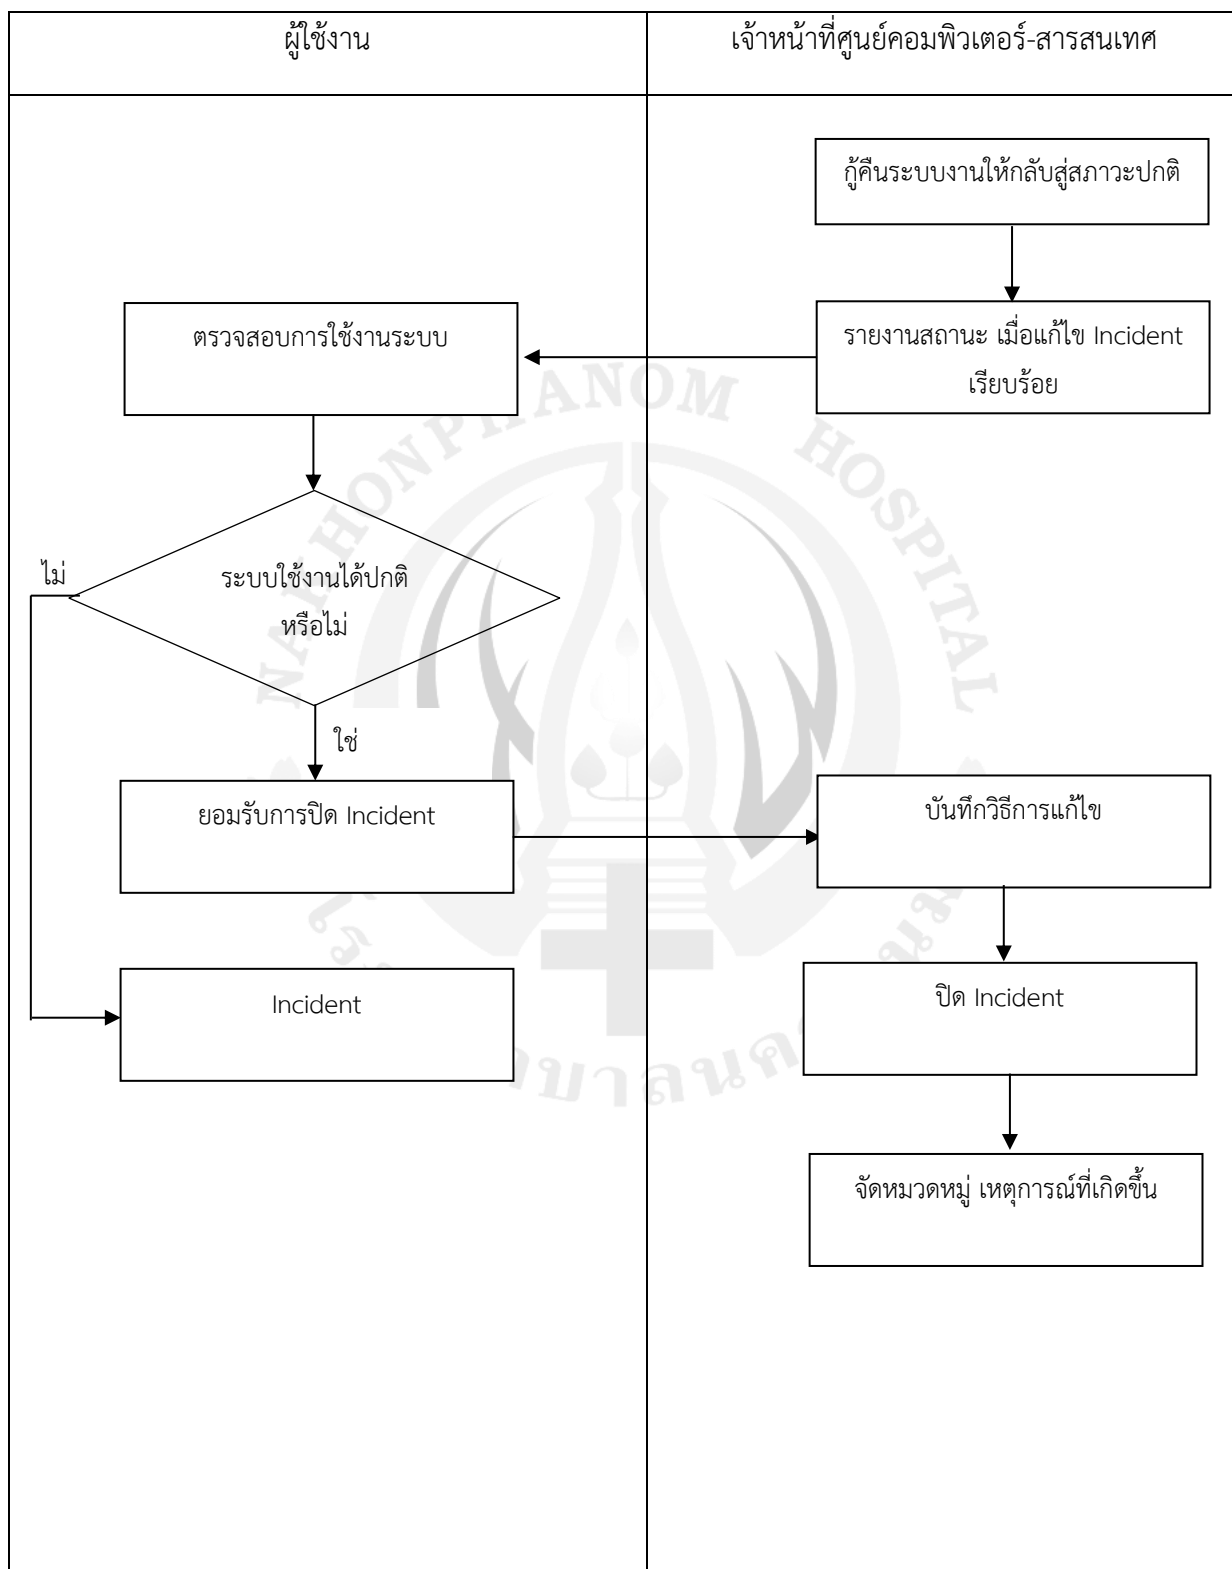 ผู้ใช้งาน
เจ้าหน้าที่ศูนย์คอมพิวเตอร์-สารสนเทศ
กู้คืนระบบงานให้กลับสู่สภาวะปกติ
รายงานสถานะ เมื่อแก้ไข Incident
เรียบร้อย
ตรวจสอบการใช้งานระบบ
ระบบใช้งานได้ปกติ
หรือไม่
ไม่
ใช่
ยอมรับการปิด Incident
บันทึกวิธีการแก้ไข
Incident
ปิด Incident
จัดหมวดหมู่ เหตุการณ์ที่เกิดขึ้น
NAKHONPHANOM HOSPITAL